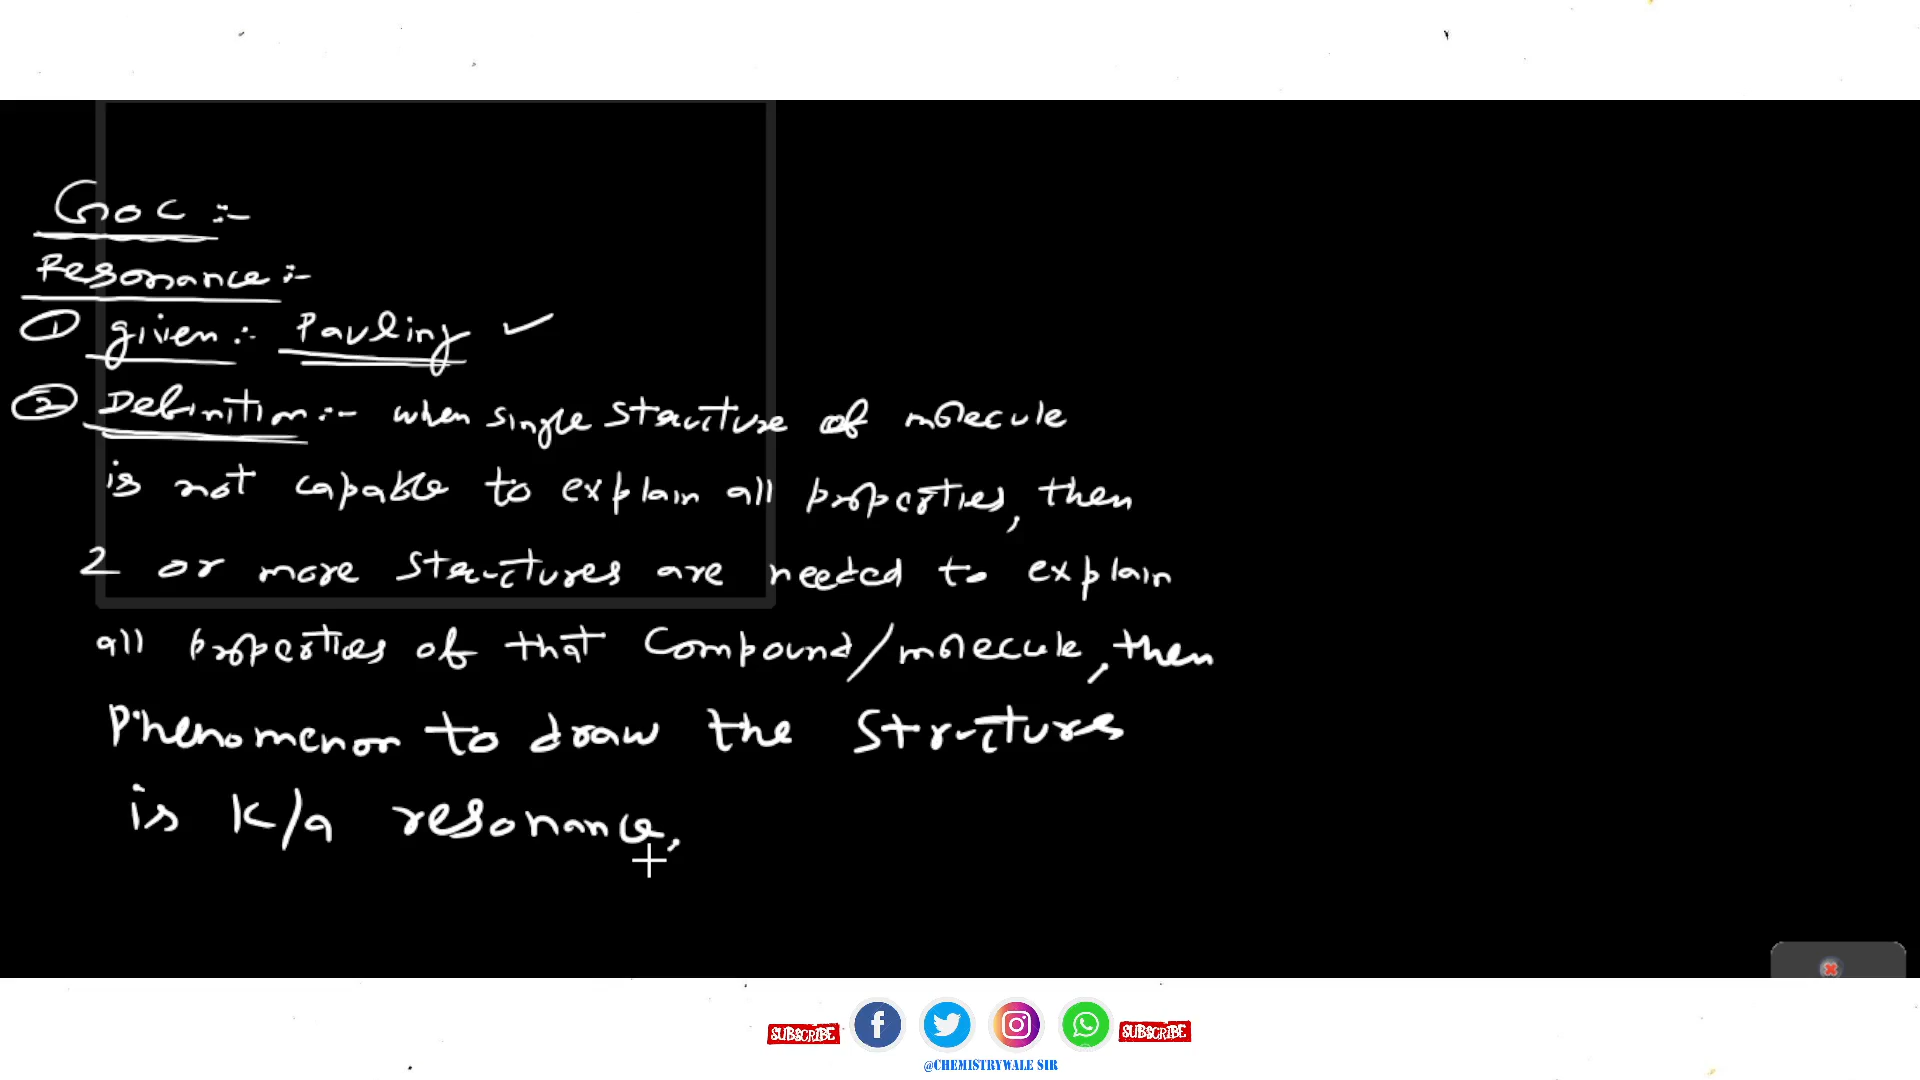 GOC :-
Resonance :-
① given :- Pauling ✓
② Definition :- when single structure of molecule
is not capable to explain all properties, then
2 or more structures are needed to explain
all properties of that compound/molecule, then
Phenomenon to draw the structures
is k/a resonance,
SUBSCRIBE
SUBSCRIBE
@CHEMISTRYWALE SIR